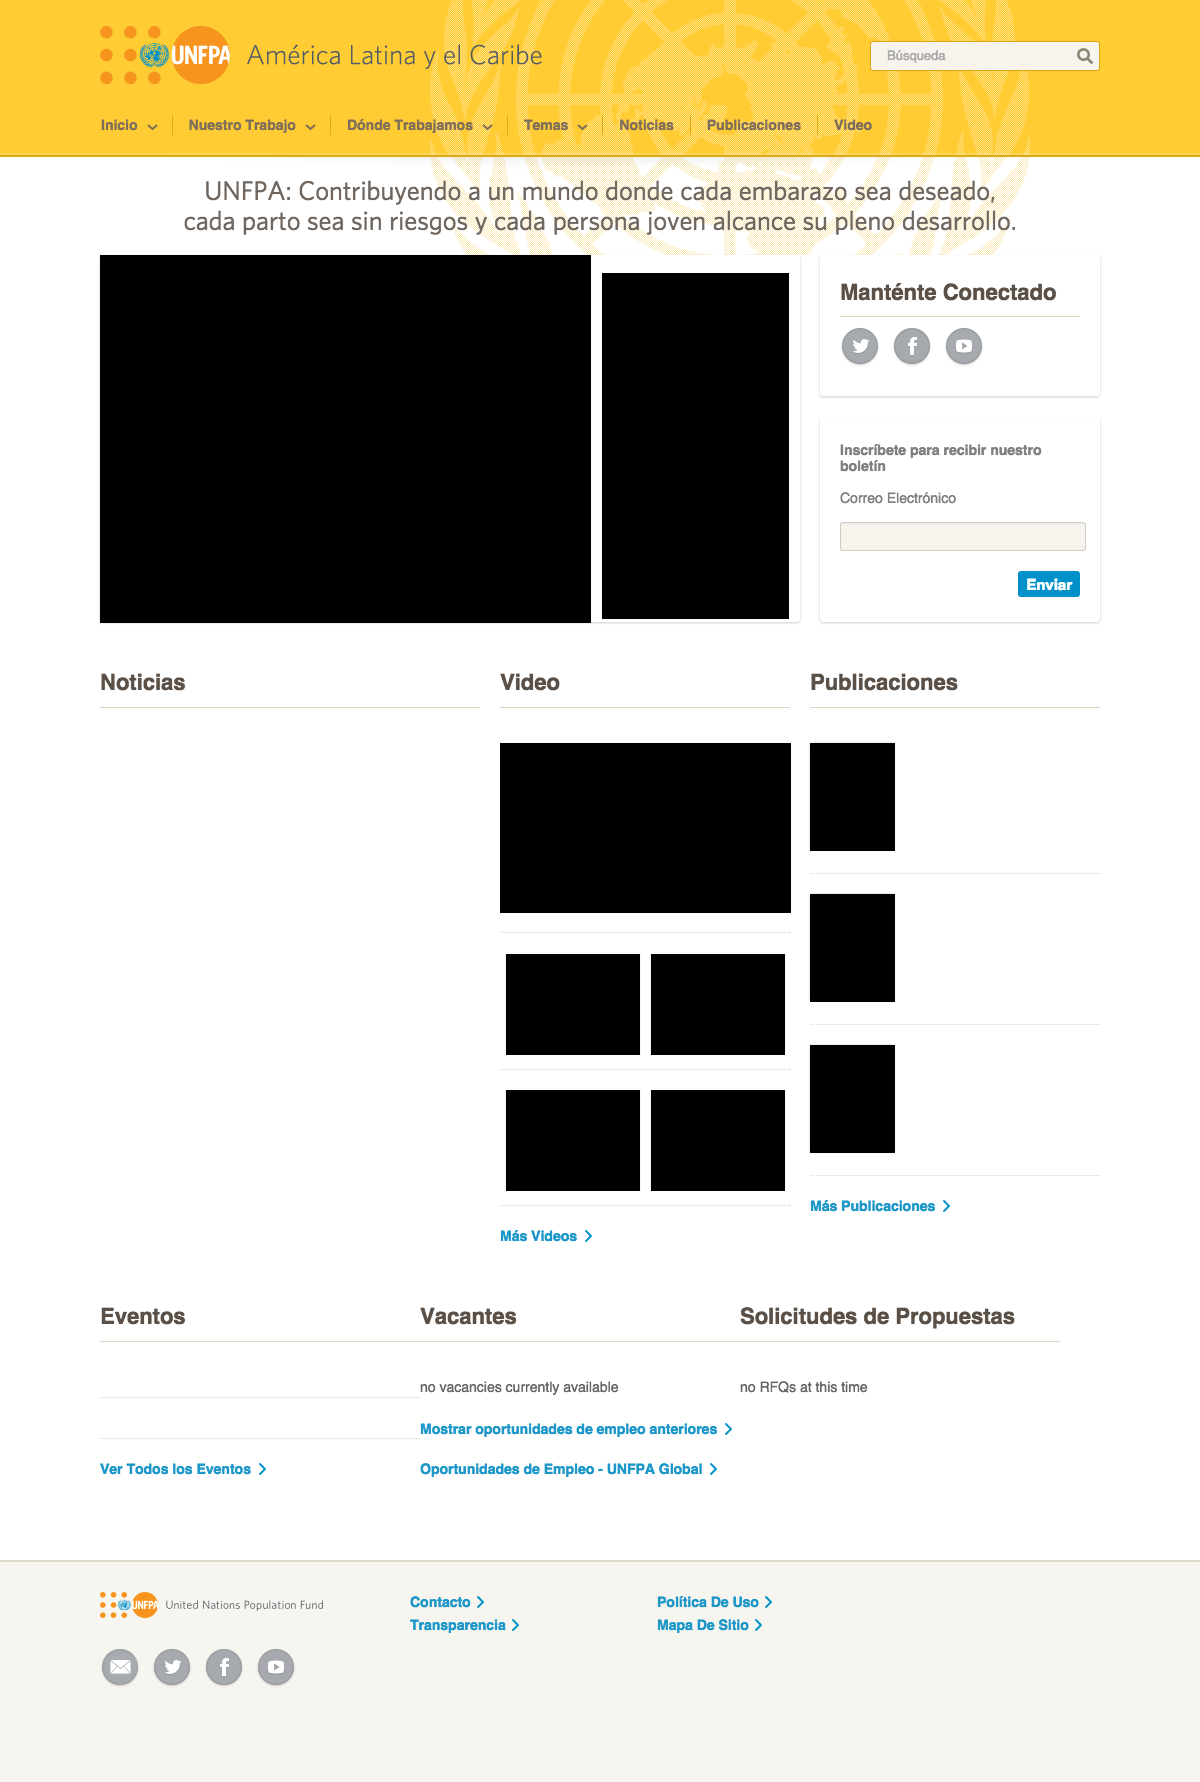 UNFPA América Latina y el Caribe
Búsqueda
Inicio Nuestro Trabajo Dónde Trabajamos Temas Noticias Publicaciones Video
UNFPA: Contribuyendo a un mundo donde cada embarazo sea deseado,
cada parto sea sin riesgos y cada persona joven alcance su pleno desarrollo.
Manténte Conectado
Inscríbete para recibir nuestro
boletín
Correo Electrónico
Enviar
Noticias
Video
Publicaciones
Más Publicaciones
Más Videos
Eventos
Vacantes
Solicitudes de Propuestas
no vacancies currently available
no RFQs at this time
Mostrar oportunidades de empleo anteriores
Ver Todos los Eventos
Oportunidades de Empleo - UNFPA Global
UNFPA United Nations Population Fund
Contacto
Política De Uso
Transparencia
Mapa De Sitio